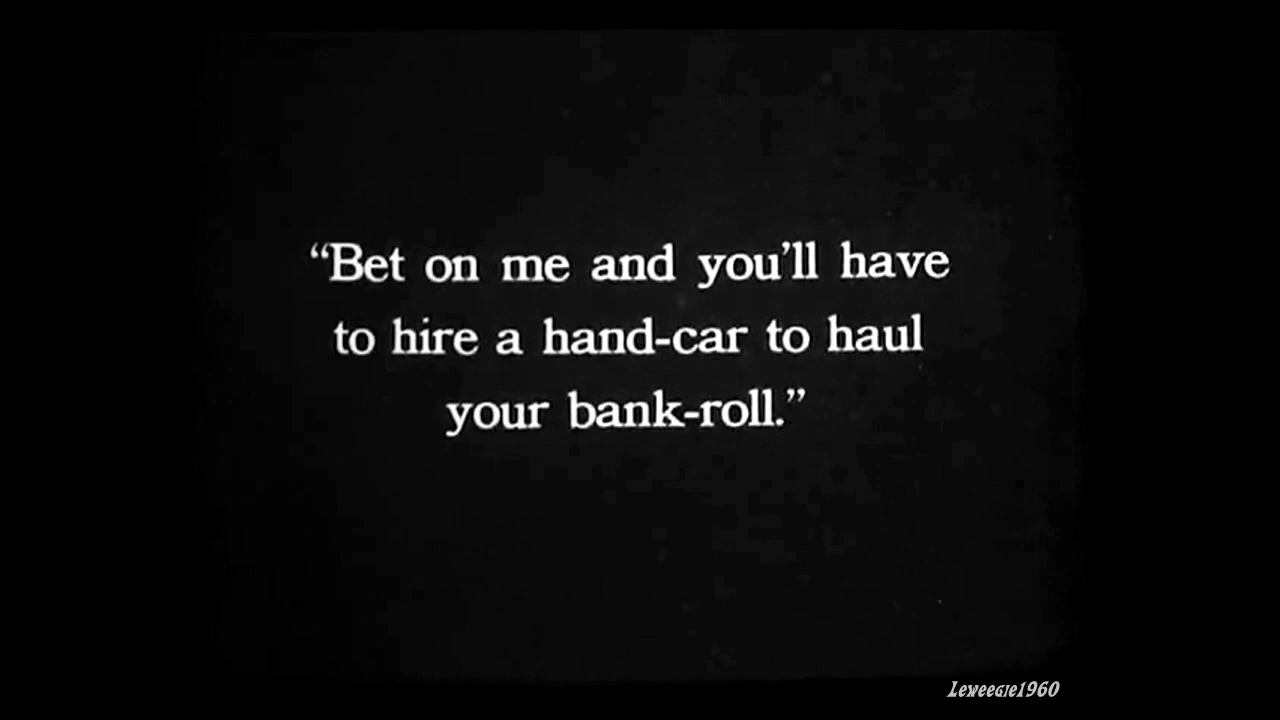 “Bet on me and you’ll have
to hire a hand-car to haul
your bank-roll.”
Leweegie1960